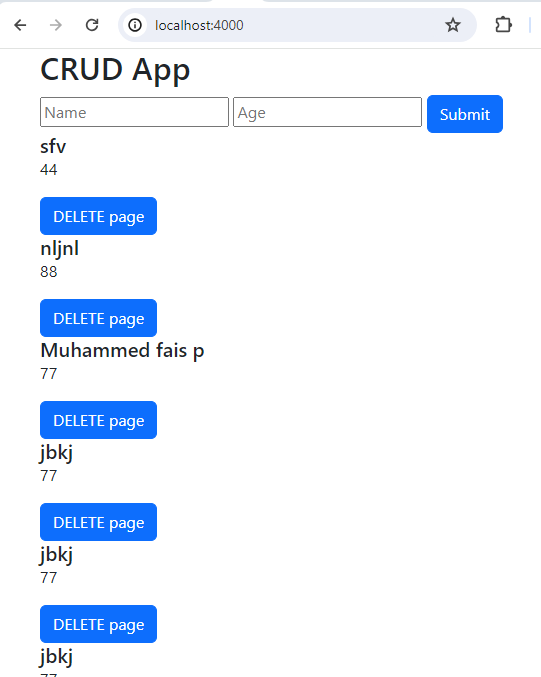 localhost:4000
CRUD App
Name Age Submit
sfv
44
DELETE page
nljnl
88
DELETE page
Muhammed fais p
77
DELETE page
jbkj
77
DELETE page
jbkj
77
DELETE page
jbkj
77